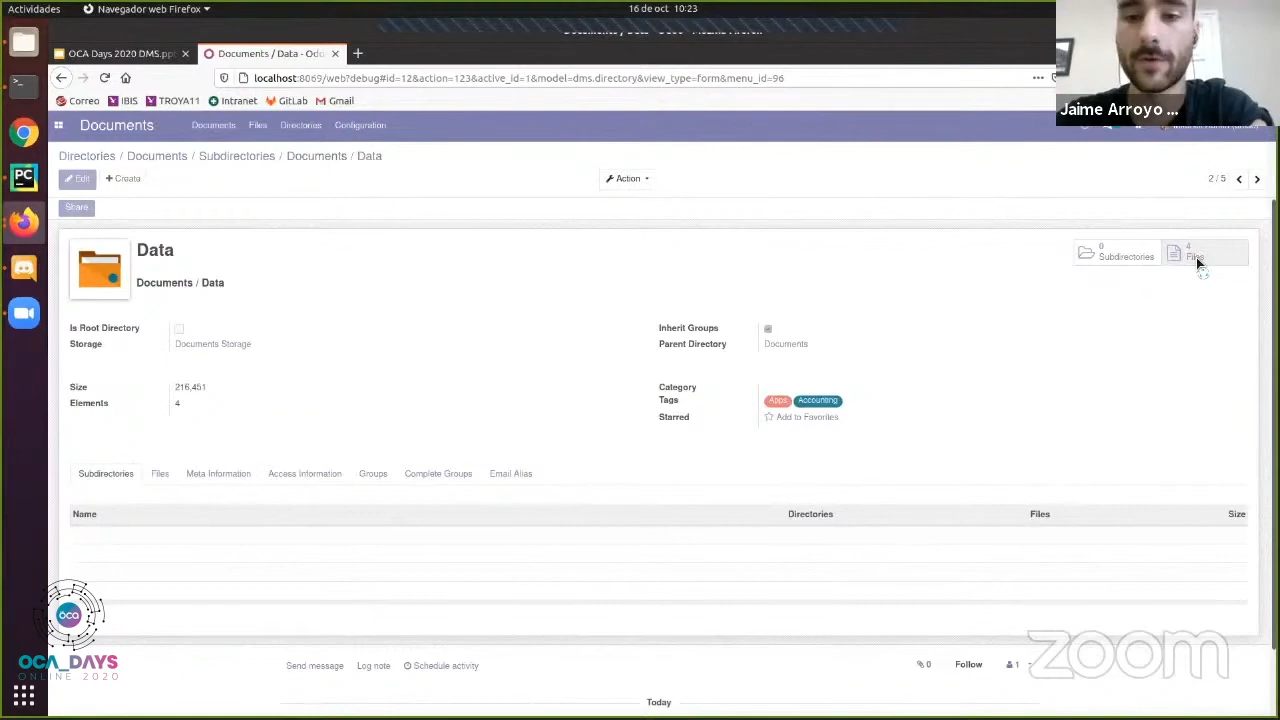 Actividades
Navegador web Firefox
16 de oct 10:23
OCA Days 2020 DMS.ppt
Documents / Data - Odo
localhost:8069/web?debug#id=12&action=123&active_id=1&model=dms.directory&view_type=form&menu_id=96
Correo
IBIS
TROYA11
Intranet
GitLab
Gmail
Jaime Arroyo ...
Documents
Documents
Files
Directories
Configuration
Directories / Documents / Subdirectories / Documents / Data
Edit
+ Create
Action
2 / 5
Share
Data
Documents / Data
0
Subdirectories
4
Files
Is Root Directory
Storage Documents Storage
Inherit Groups
Parent Directory Documents
Size 216,451
Elements 4
Category
Tags Apps Accounting
Starred Add to Favorites
Subdirectories
Files
Meta Information
Access Information
Groups
Complete Groups
Email Alias
Name Directories Files Size
oca
OCA_DAYS
ONLINE 2020
Send message
Log note
Schedule activity
0
Follow
1
zoom
Today